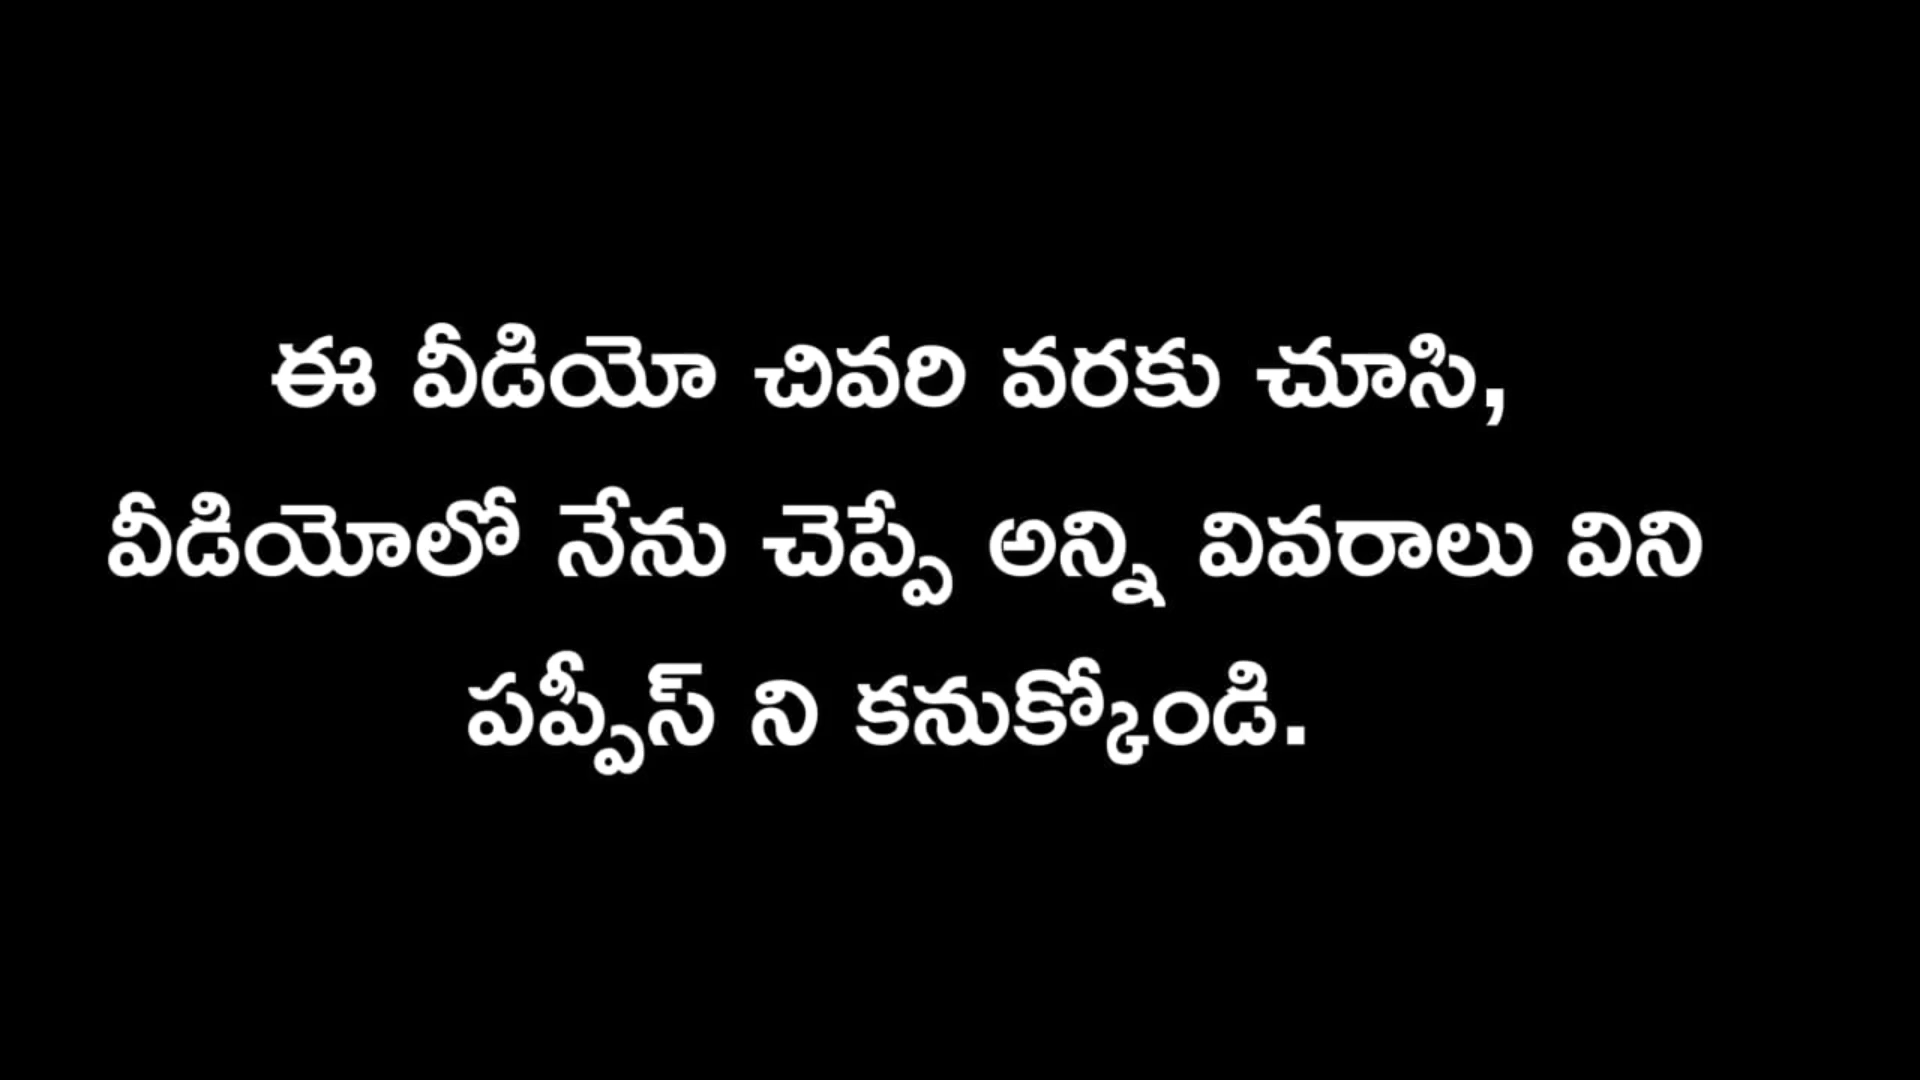 ఈ వీడియో చివరి వరకు చూసి,
వీడియోలో నేను చెప్పే అన్ని వివరాలు విని
పప్పీస్ ని కనుక్కోండి.